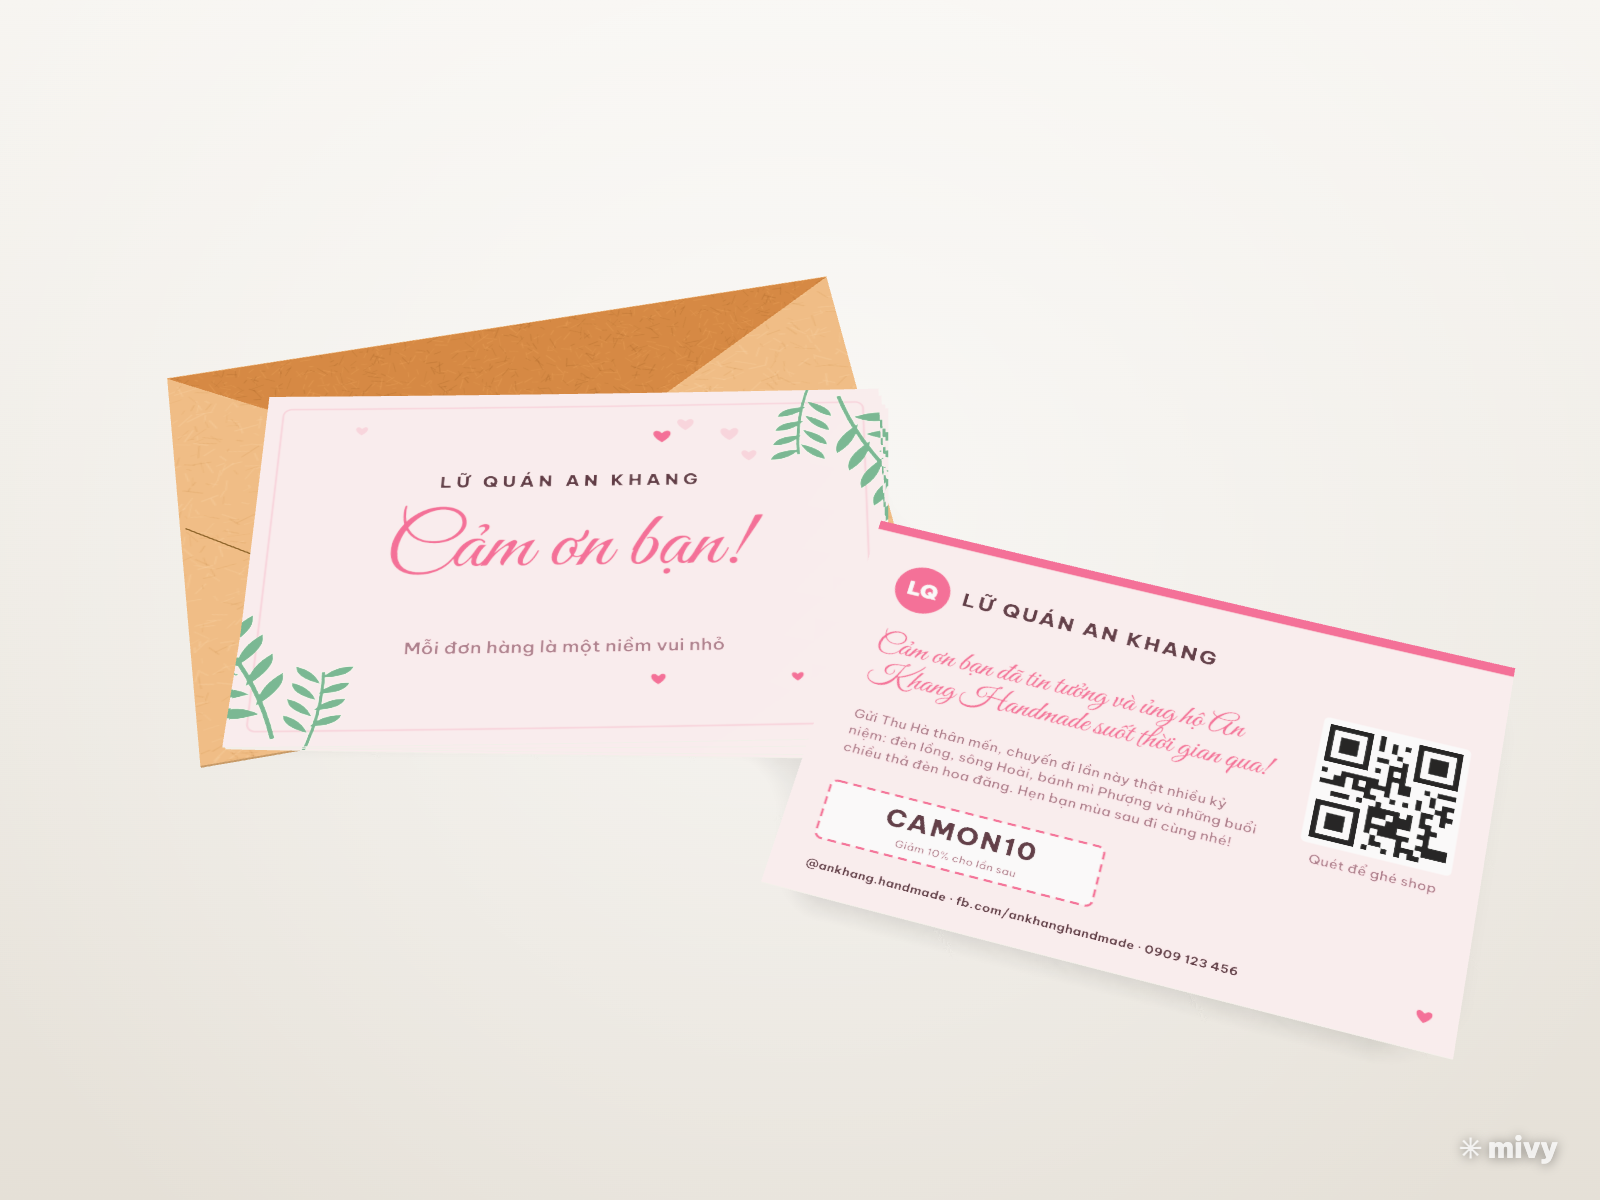 LỮ QUÁN AN KHANG
Cảm ơn bạn!
Mỗi đơn hàng là một niềm vui nhỏ
LQ
LỮ QUÁN AN KHANG
Cảm ơn bạn đã tin tưởng và ủng hộ An
Khang Handmade suốt thời gian qua!
Gửi Thu Hà thân mến, chuyến đi lần này thật nhiều kỷ
niệm: đèn lồng, sông Hoài, bánh mì Phượng và những buổi
chiều thả đèn hoa đăng. Hẹn bạn mùa sau đi cùng nhé!
CAMON10
Giảm 10% cho lần sau
@ankhang.handmade · fb.com/ankhanghandmade · 0909 123 456
Quét để ghé shop
mivy